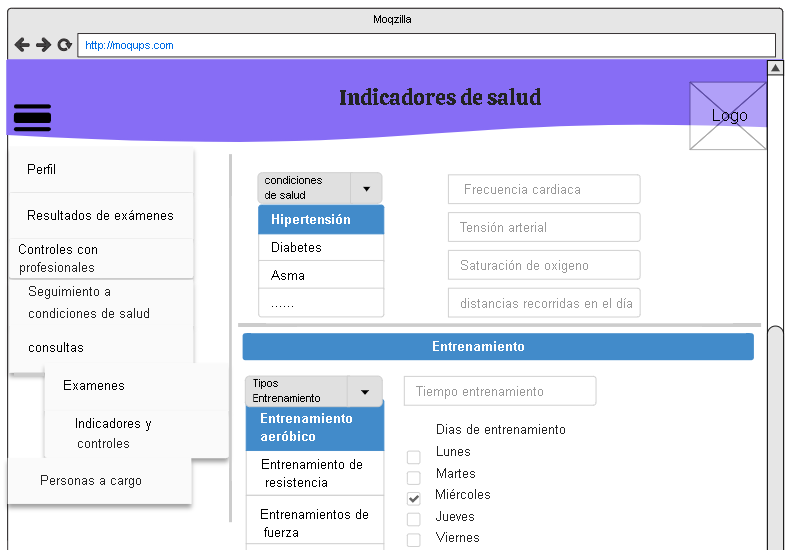 Moqzilla
http://moqups.com
Indicadores de salud
Logo
Perfil
Resultados de exámenes
Controles con
profesionales
Seguimiento a
condiciones de salud
consultas
Examenes
Indicadores y
controles
Personas a cargo
condiciones
de salud
Hipertensión
Diabetes
Asma
......
Frecuencia cardiaca
Tensión arterial
Saturación de oxigeno
distancias recorridas en el día
Entrenamiento
Tipos
Entrenamiento
Entrenamiento
aeróbico
Entrenamiento de
resistencia
Entrenamientos de
fuerza
Tiempo entrenamiento
Dias de entrenamiento
Lunes
Martes
Miércoles
Jueves
Viernes